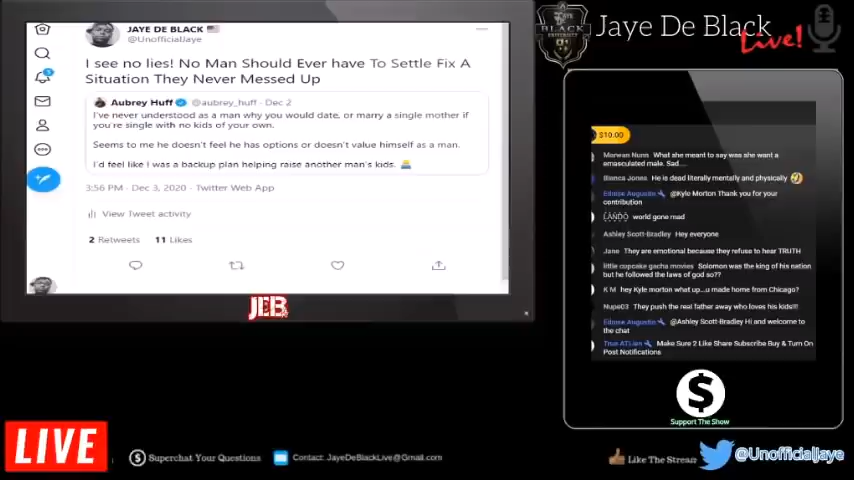 JAYE DE BLACK
@UnofficialJaye
I see no lies! No Man Should Ever have To Settle Fix A
Situation They Never Messed Up
Aubrey Huff @aubrey_huff · Dec 2
I've never understood as a man why you would date, or marry a single mother if
you're single with no kids of your own.
Seems to me he doesn't feel he has options or doesn't value himself as a man.
I'd feel like I was a backup plan helping raise another man's kids.
3:56 PM · Dec 3, 2020 · Twitter Web App
View Tweet activity
2 Retweets 11 Likes
JEB
BLACK
UNIVERSITY
Jaye De Black
Live!
$10.00
Merwan Nunn What she meant to say was she want a
emasculated male. Sad....
Bianca Jones He is dead literally mentally and physically
Edoise Augustin @Kyle Morton Thank you for your
contribution
LANDO world gone mad
Ashley Scott-Bradley Hey everyone
Jane They are emotional because they refuse to hear TRUTH
little cupcake gacha movies Solomon was the king of his nation
but he followed the laws of god so??
K M hey Kyle morton what up...u made home from Chicago?
Nupe03 They push the real father away who loves his kids!!!
Edoise Augustin @Ashley Scott-Bradley Hi and welcome to
the chat
True ATLien Make Sure 2 Like Share Subscribe Buy & Turn On
Post Notifications
$
Support The Show
LIVE
$ Superchat Your Questions
Contact: JayeDeBlackLive@Gmail.com
Like The Stream
@UnofficialJaye